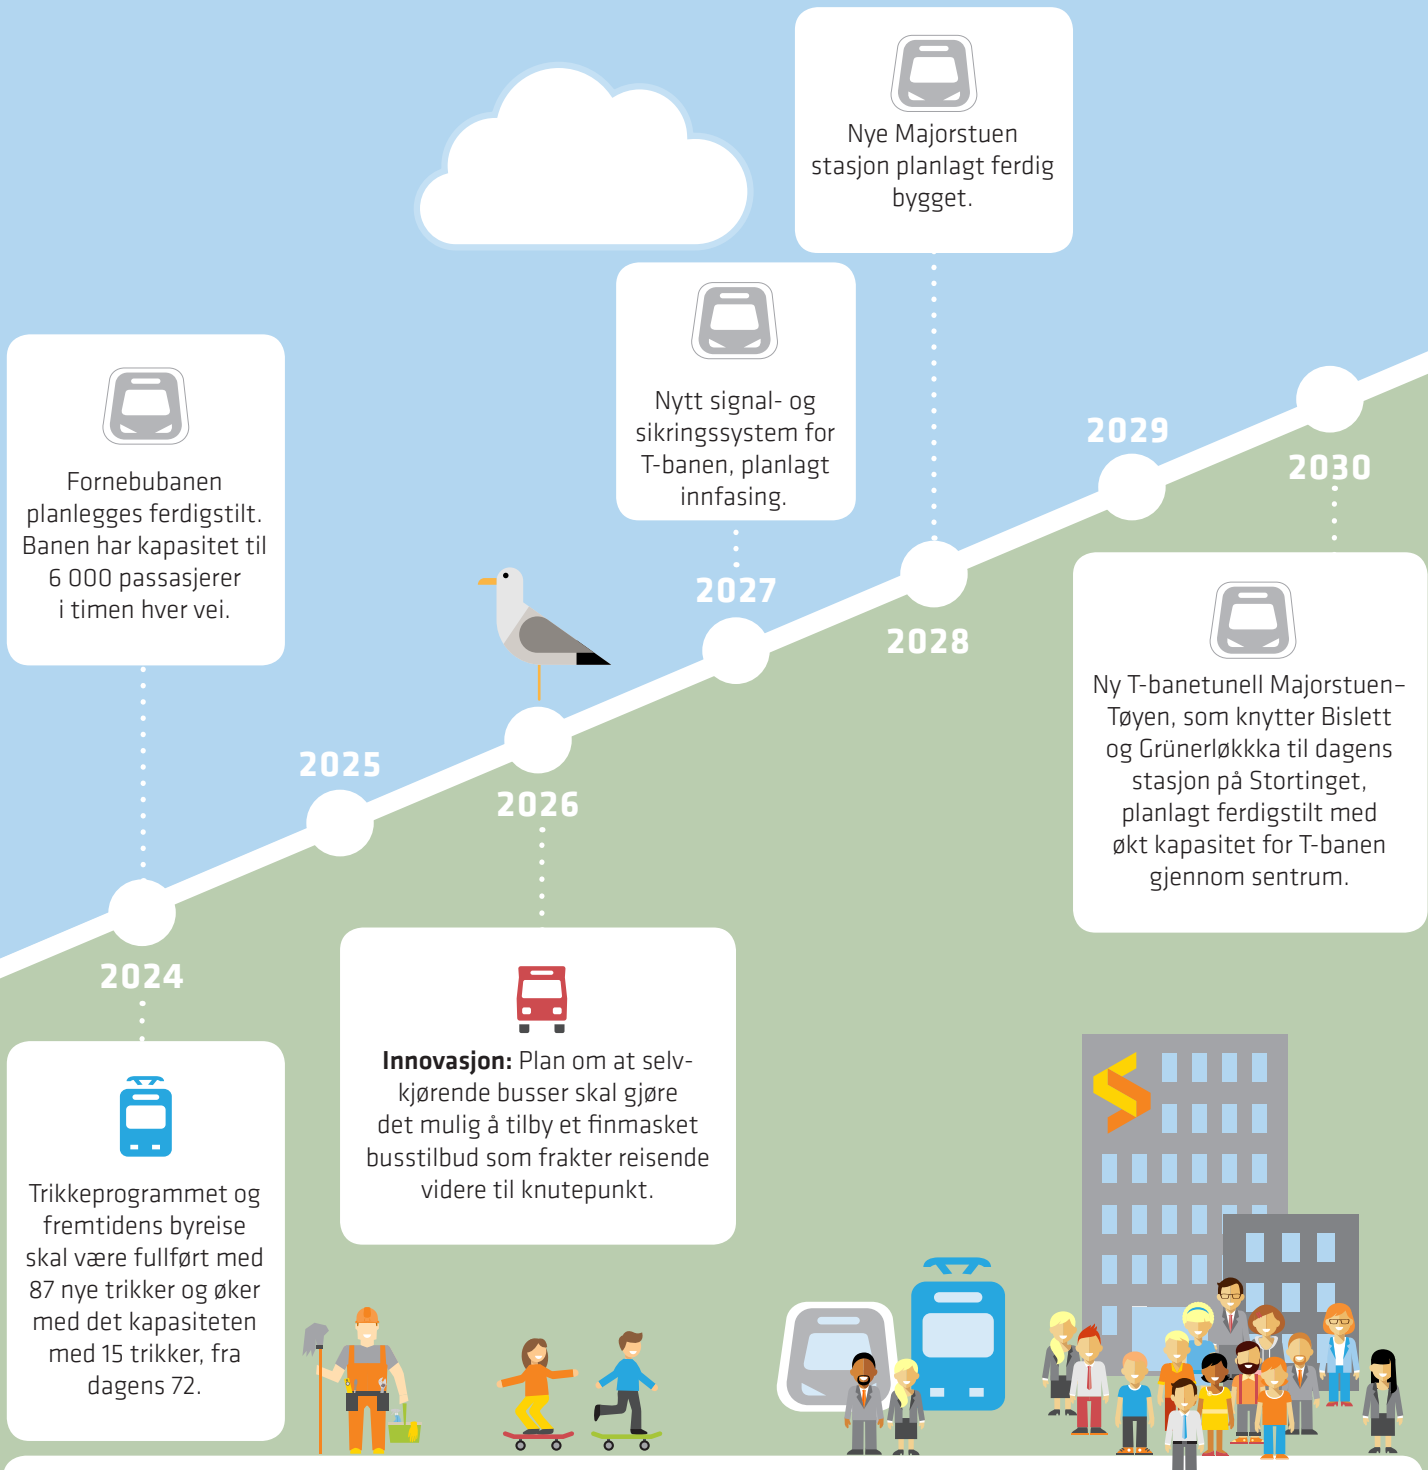 Nye Majorstuen
stasjon planlagt ferdig
bygget.
Nytt signal- og
sikringssystem for
T-banen, planlagt
innfasing.
Fornebubanen
planlegges ferdigstilt.
Banen har kapasitet til
6 000 passasjerer
i timen hver vei.
2024
2025
2026
2027
2028
2029
2030
Ny T-banetunell Majorstuen–
Tøyen, som knytter Bislett
og Grünerløkkka til dagens
stasjon på Stortinget,
planlagt ferdigstilt med
økt kapasitet for T-banen
gjennom sentrum.
Innovasjon: Plan om at selv-
kjørende busser skal gjøre
det mulig å tilby et finmasket
busstilbud som frakter reisende
videre til knutepunkt.
Trikkeprogrammet og
fremtidens byreise
skal være fullført med
87 nye trikker og øker
med det kapasiteten
med 15 trikker, fra
dagens 72.